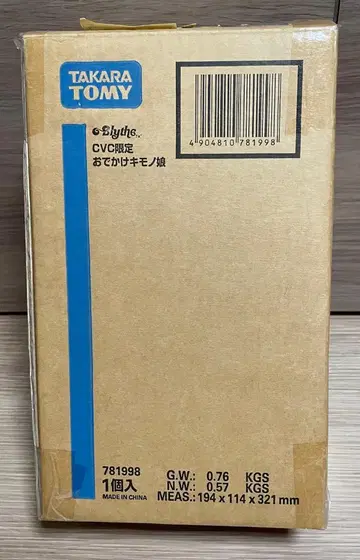 TAKARA
TOMY
Blythe
CVC限定
おでかけキモノ娘
4 904810 781998
781998
1個入
MADE IN CHINA
G.W.: 0.76 KGS
N.W.: 0.57 KGS
MEAS.: 194 x 114 x 321 mm